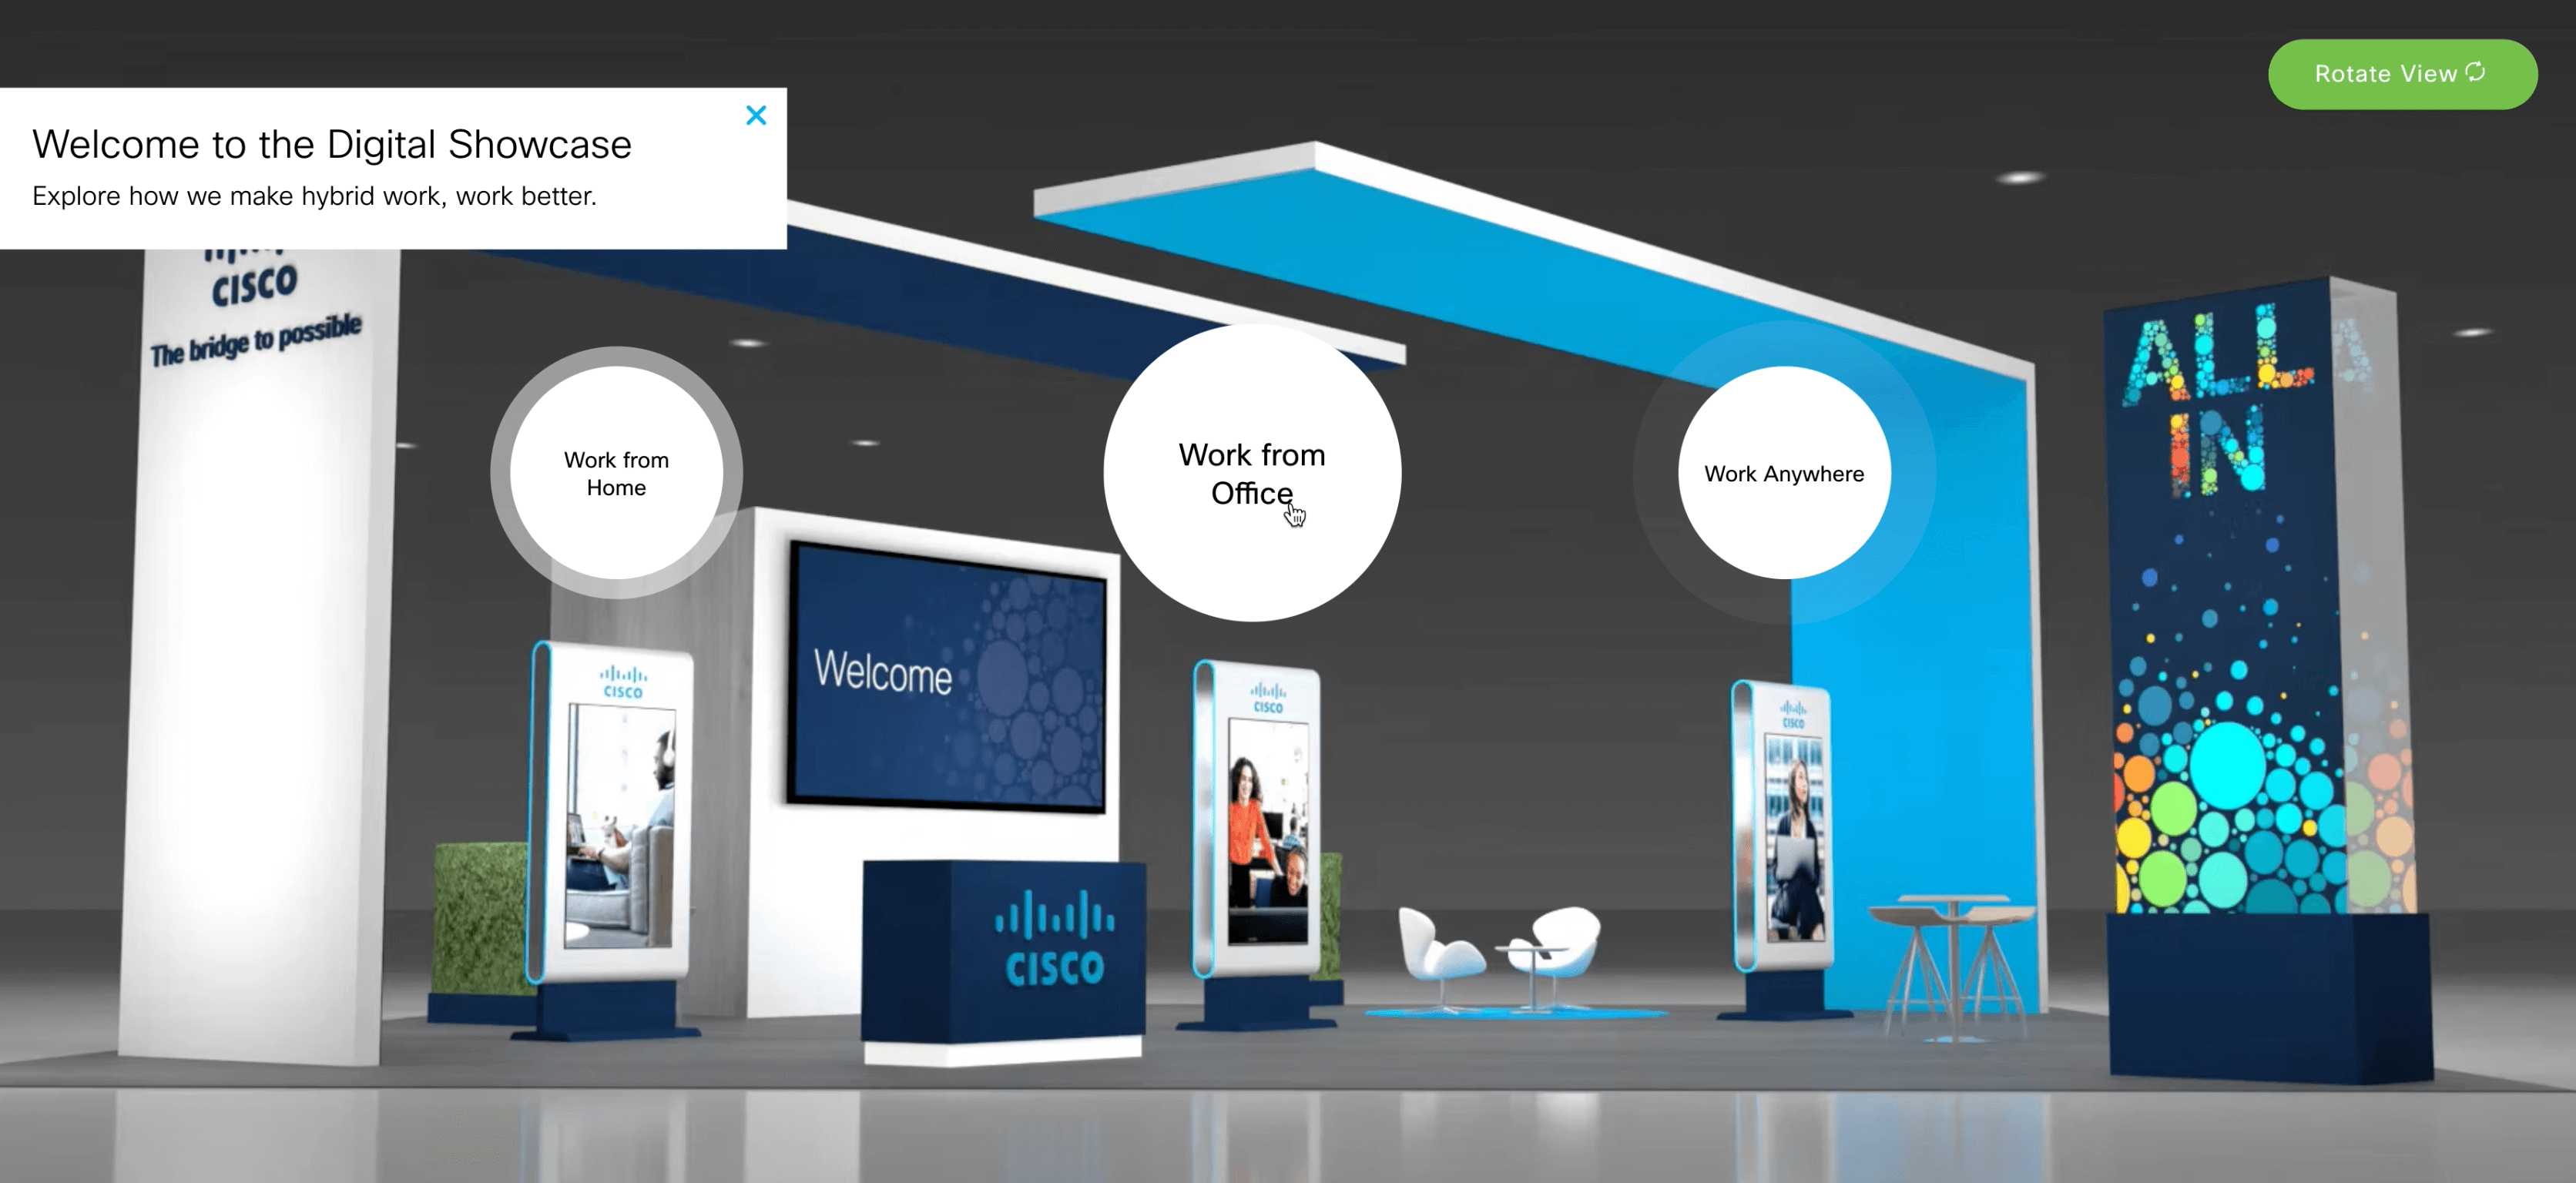 Rotate View
Welcome to the Digital Showcase
Explore how we make hybrid work, work better.
CISCO
The bridge to possible
ALL
IN
Work from
Home
Work from
Office
Work Anywhere
Welcome
CISCO
CISCO
CISCO
CISCO